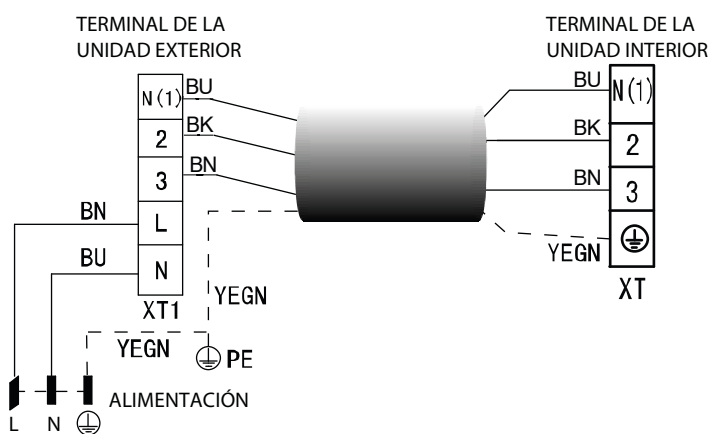 TERMINAL DE LA
UNIDAD EXTERIOR
TERMINAL DE LA
UNIDAD INTERIOR
N(1)
BU
BU
N(1)
2
BK
BK
2
3
BN
BN
3
BN
L
BU
N
YEGN
XT1
YEGN
XT
YEGN
PE
ALIMENTACIÓN
L
N